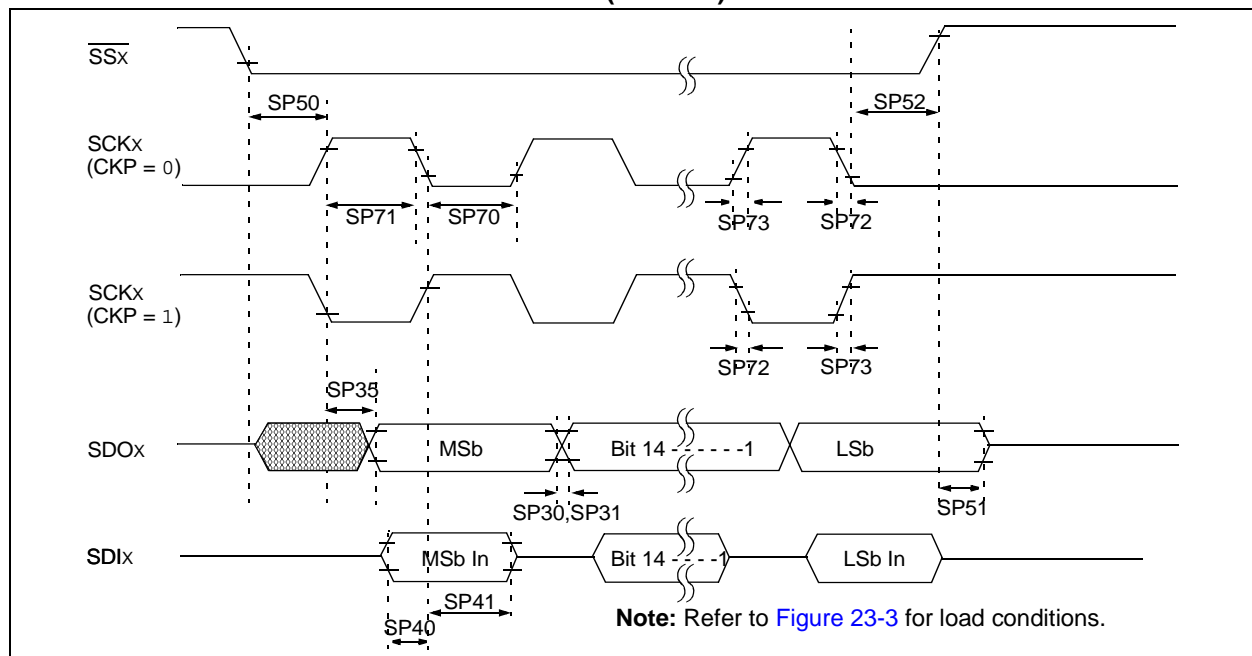 SSX
SP50
SP52
SCKX
(CKP = 0)
SP71
SP70
SP73
SP72
SCKX
(CKP = 1)
SP72
SP73
SP35
SDOX
MSb
Bit 14 - - - - - -1
LSb
SP30,SP31
SP51
SDIX
MSb In
Bit 14 - - - -1
LSb In
SP41
SP40
Note: Refer to Figure 23-3 for load conditions.